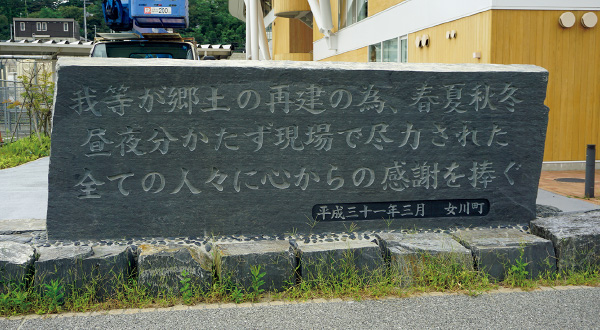 我等が郷土の再建の為、春夏秋冬
昼夜分かたず現場で尽力された
全ての人々に心からの感謝を捧ぐ
平成三十一年三月 女川町